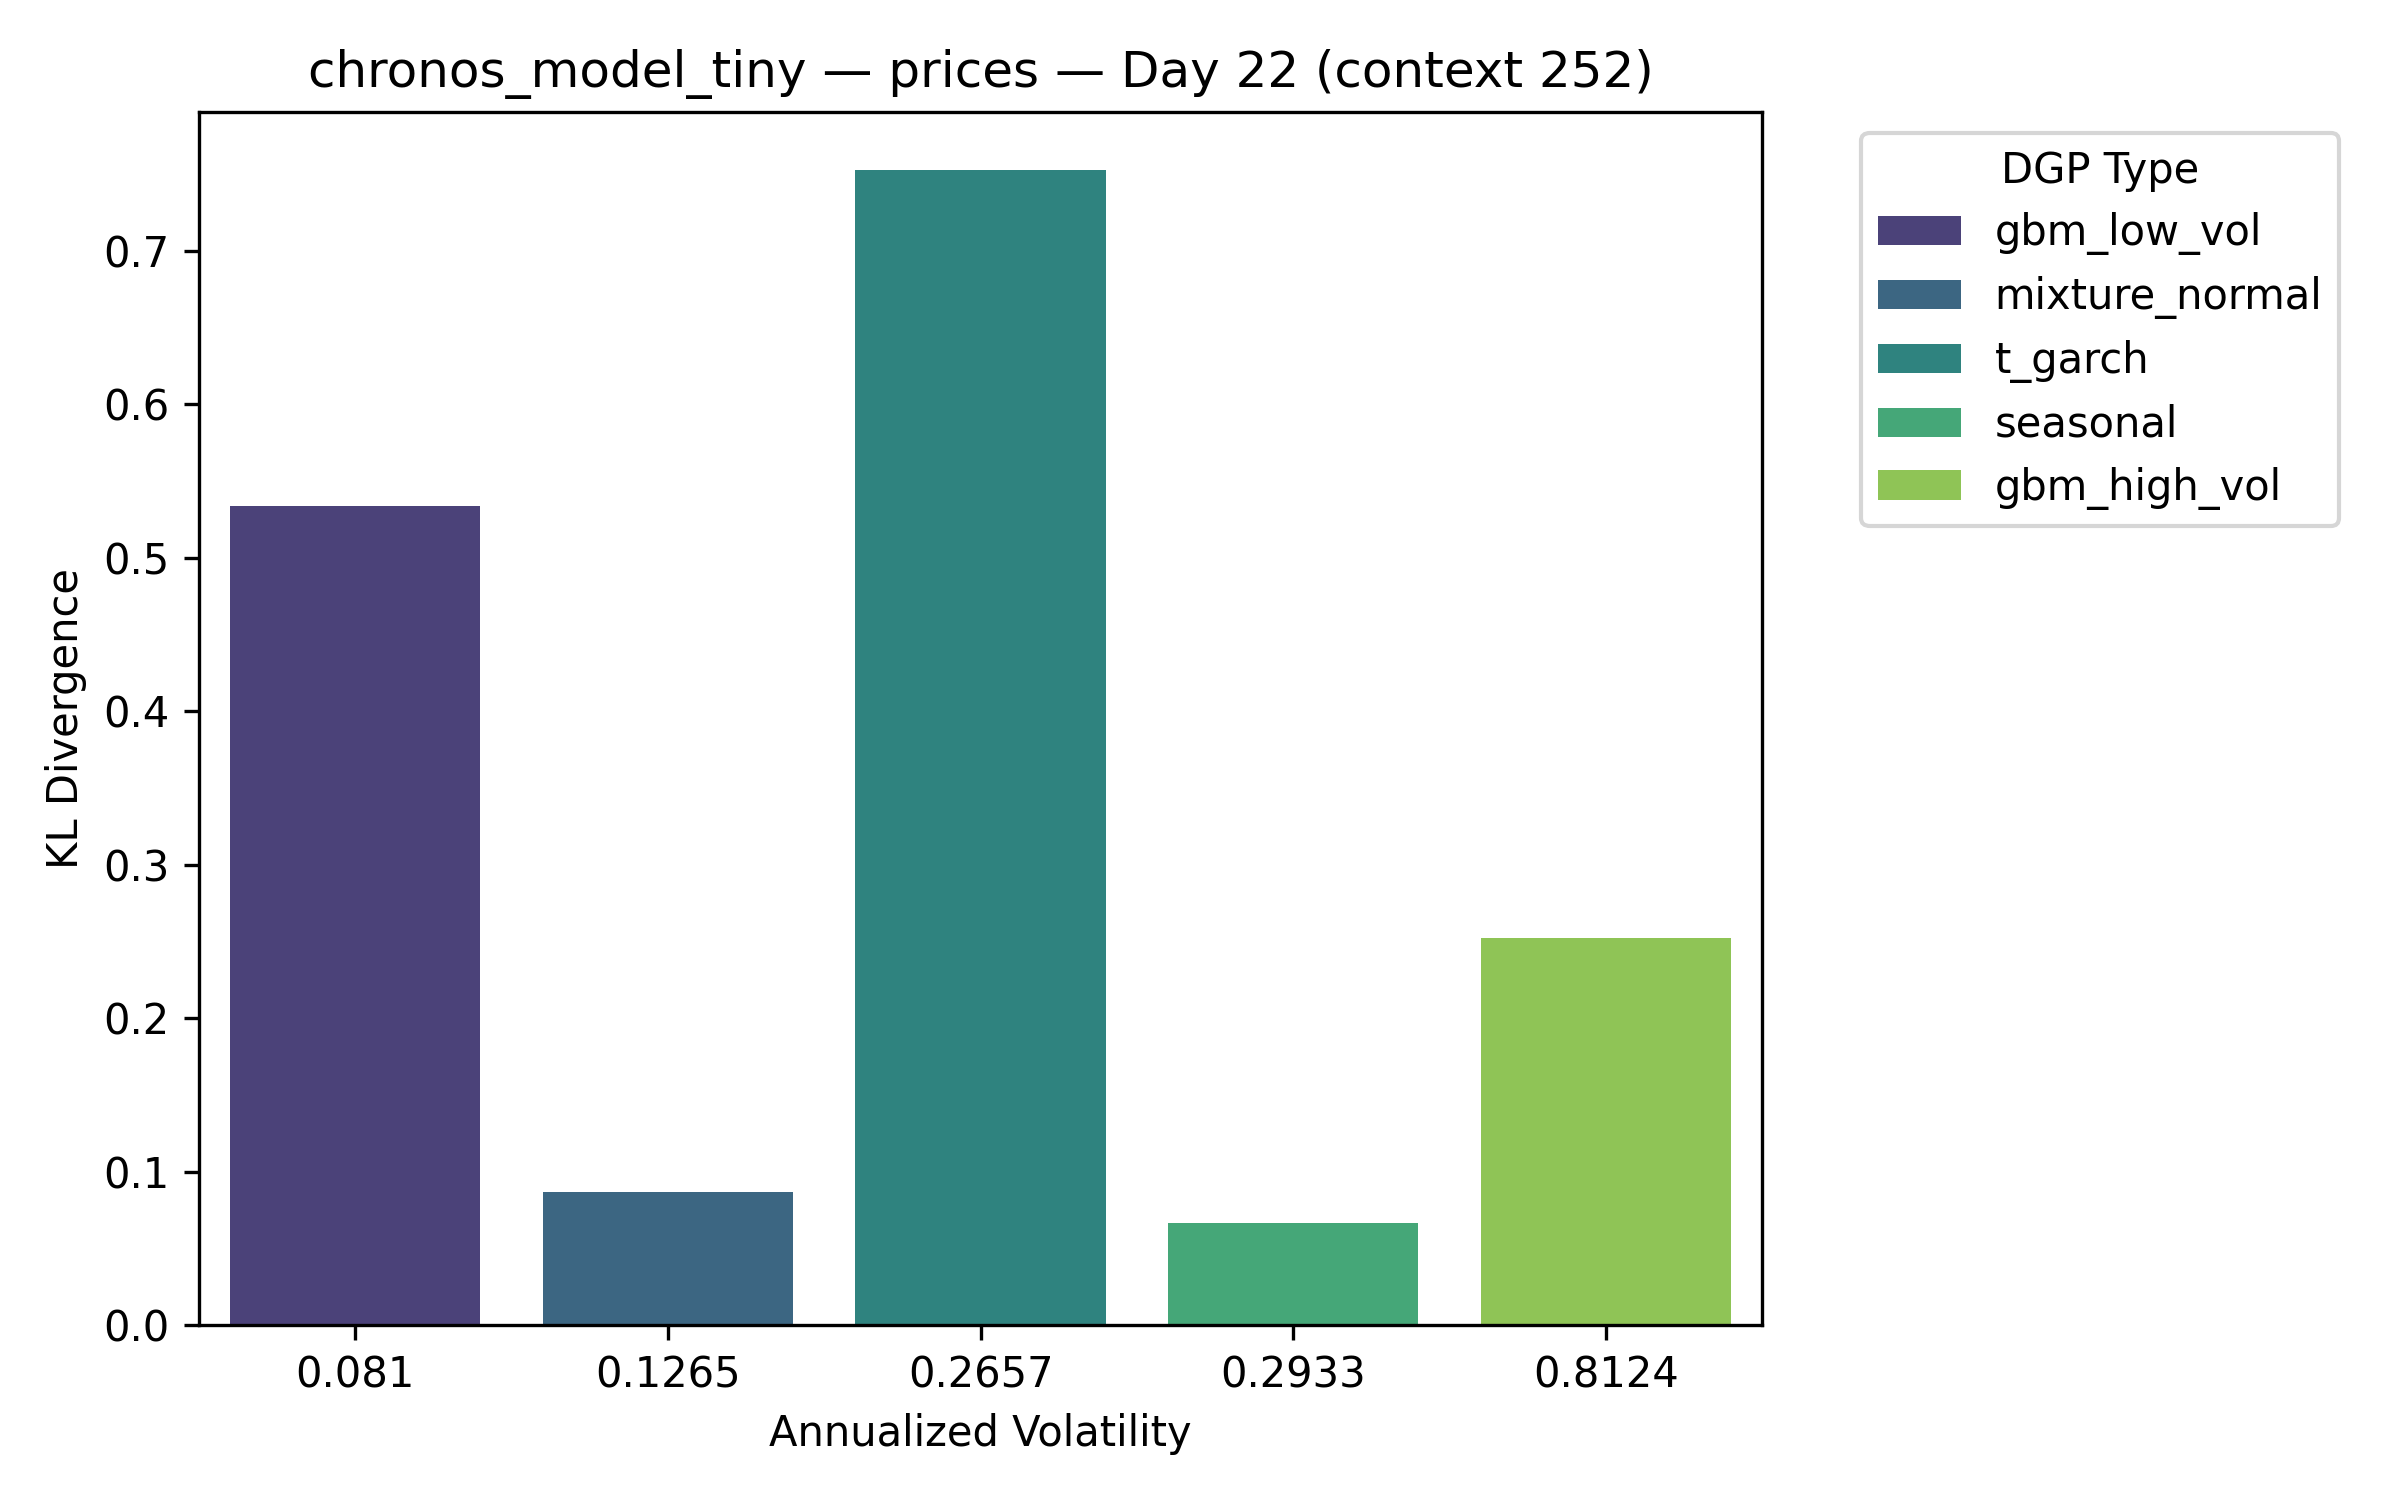 chronos_model_tiny — prices — Day 22 (context 252)
DGP Type
gbm_low_vol
mixture_normal
t_garch
seasonal
gbm_high_vol
KL Divergence
0.7
0.6
0.5
0.4
0.3
0.2
0.1
0.0
0.081 0.1265 0.2657 0.2933 0.8124
Annualized Volatility